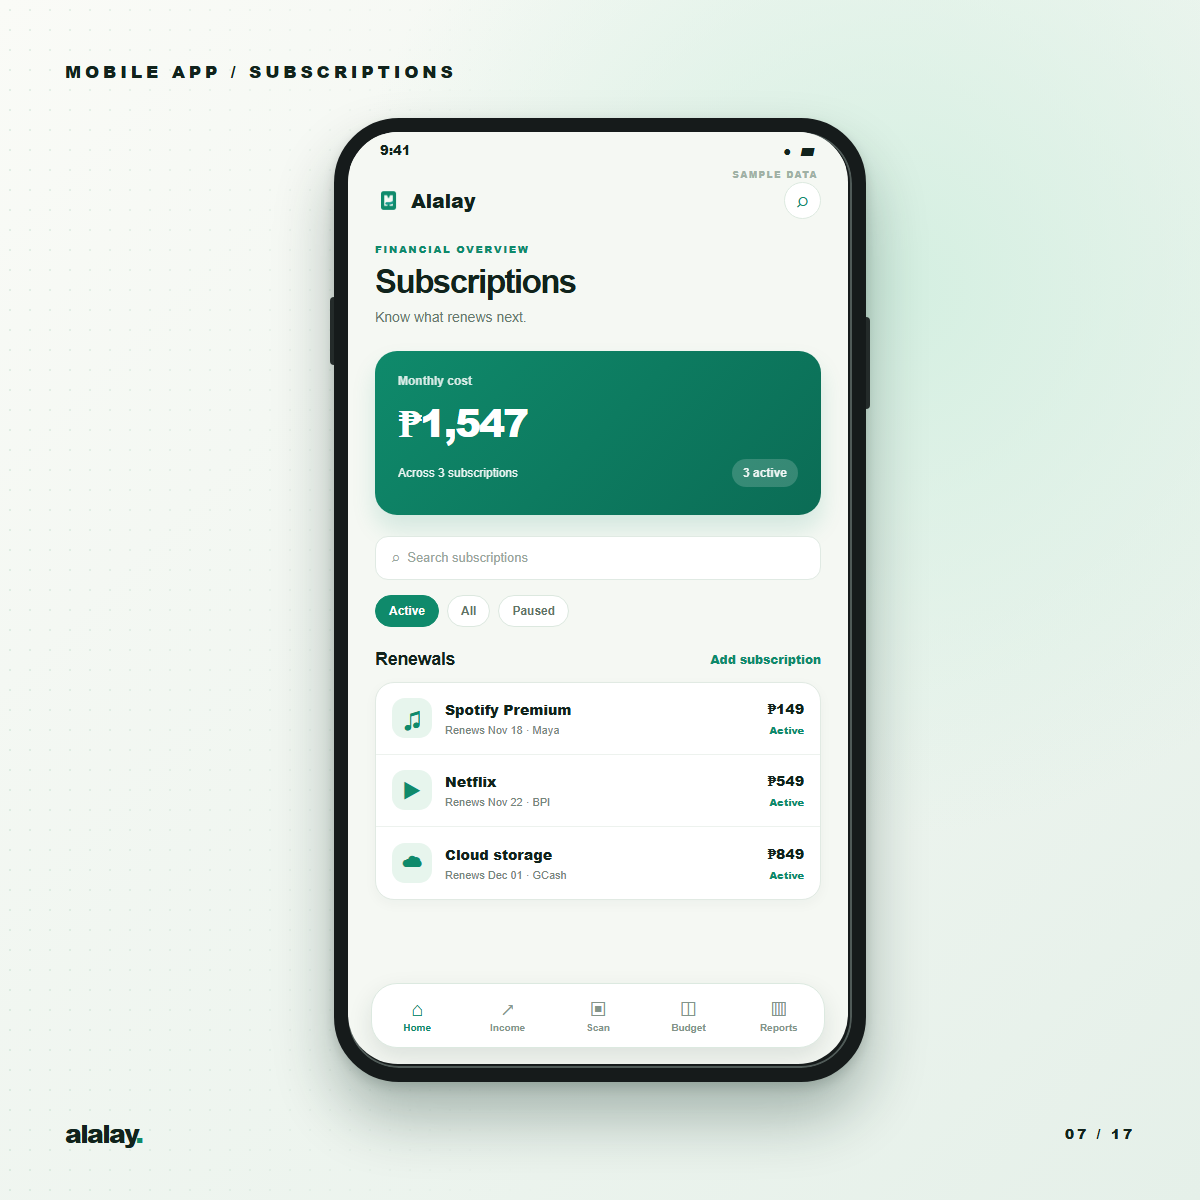 MOBILE APP / SUBSCRIPTIONS
9:41
SAMPLE DATA
Alalay
FINANCIAL OVERVIEW
Subscriptions
Know what renews next.
Monthly cost
₱1,547
Across 3 subscriptions
3 active
Search subscriptions
Active
All
Paused
Renewals
Add subscription
Spotify Premium
₱149
Renews Nov 18 · Maya
Active
Netflix
₱549
Renews Nov 22 · BPI
Active
Cloud storage
₱849
Renews Dec 01 · GCash
Active
Home
Income
Scan
Budget
Reports
alalay.
07 / 17